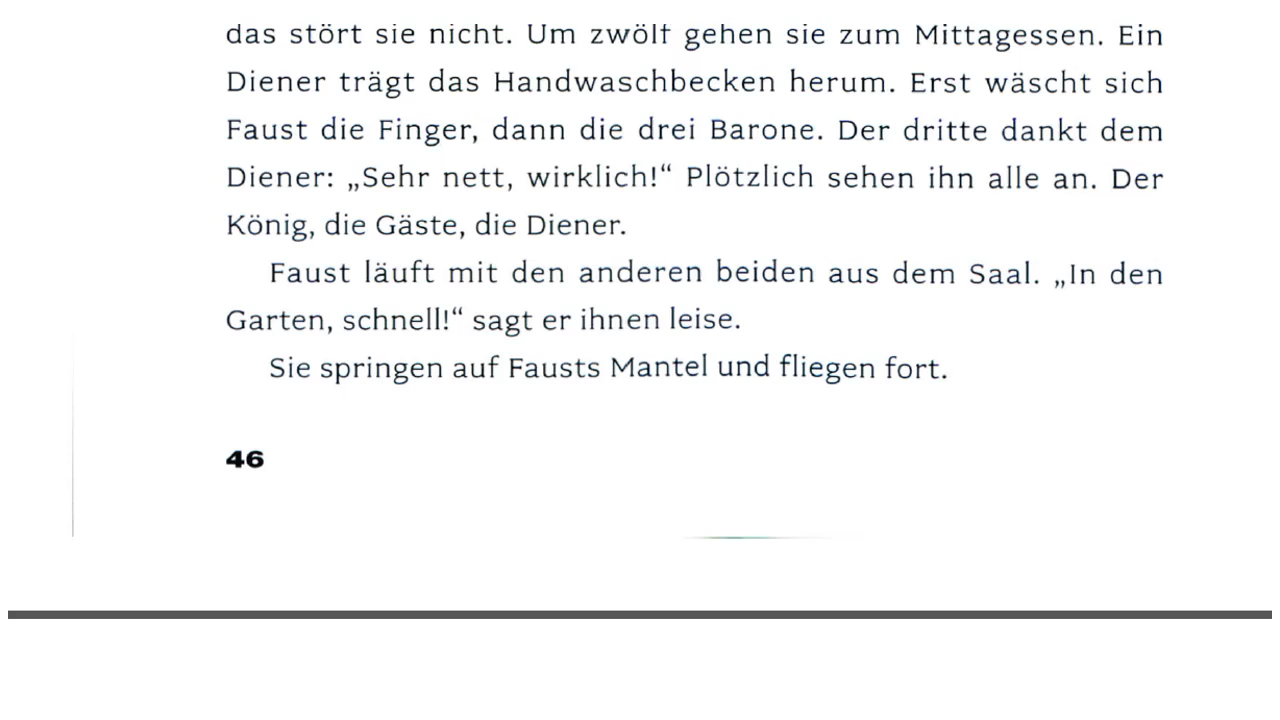 das stört sie nicht. Um zwölf gehen sie zum Mittagessen. Ein
Diener trägt das Handwaschbecken herum. Erst wäscht sich
Faust die Finger, dann die drei Barone. Der dritte dankt dem
Diener: „Sehr nett, wirklich!“ Plötzlich sehen ihn alle an. Der
König, die Gäste, die Diener.
Faust läuft mit den anderen beiden aus dem Saal. „In den
Garten, schnell!“ sagt er ihnen leise.
Sie springen auf Fausts Mantel und fliegen fort.
46